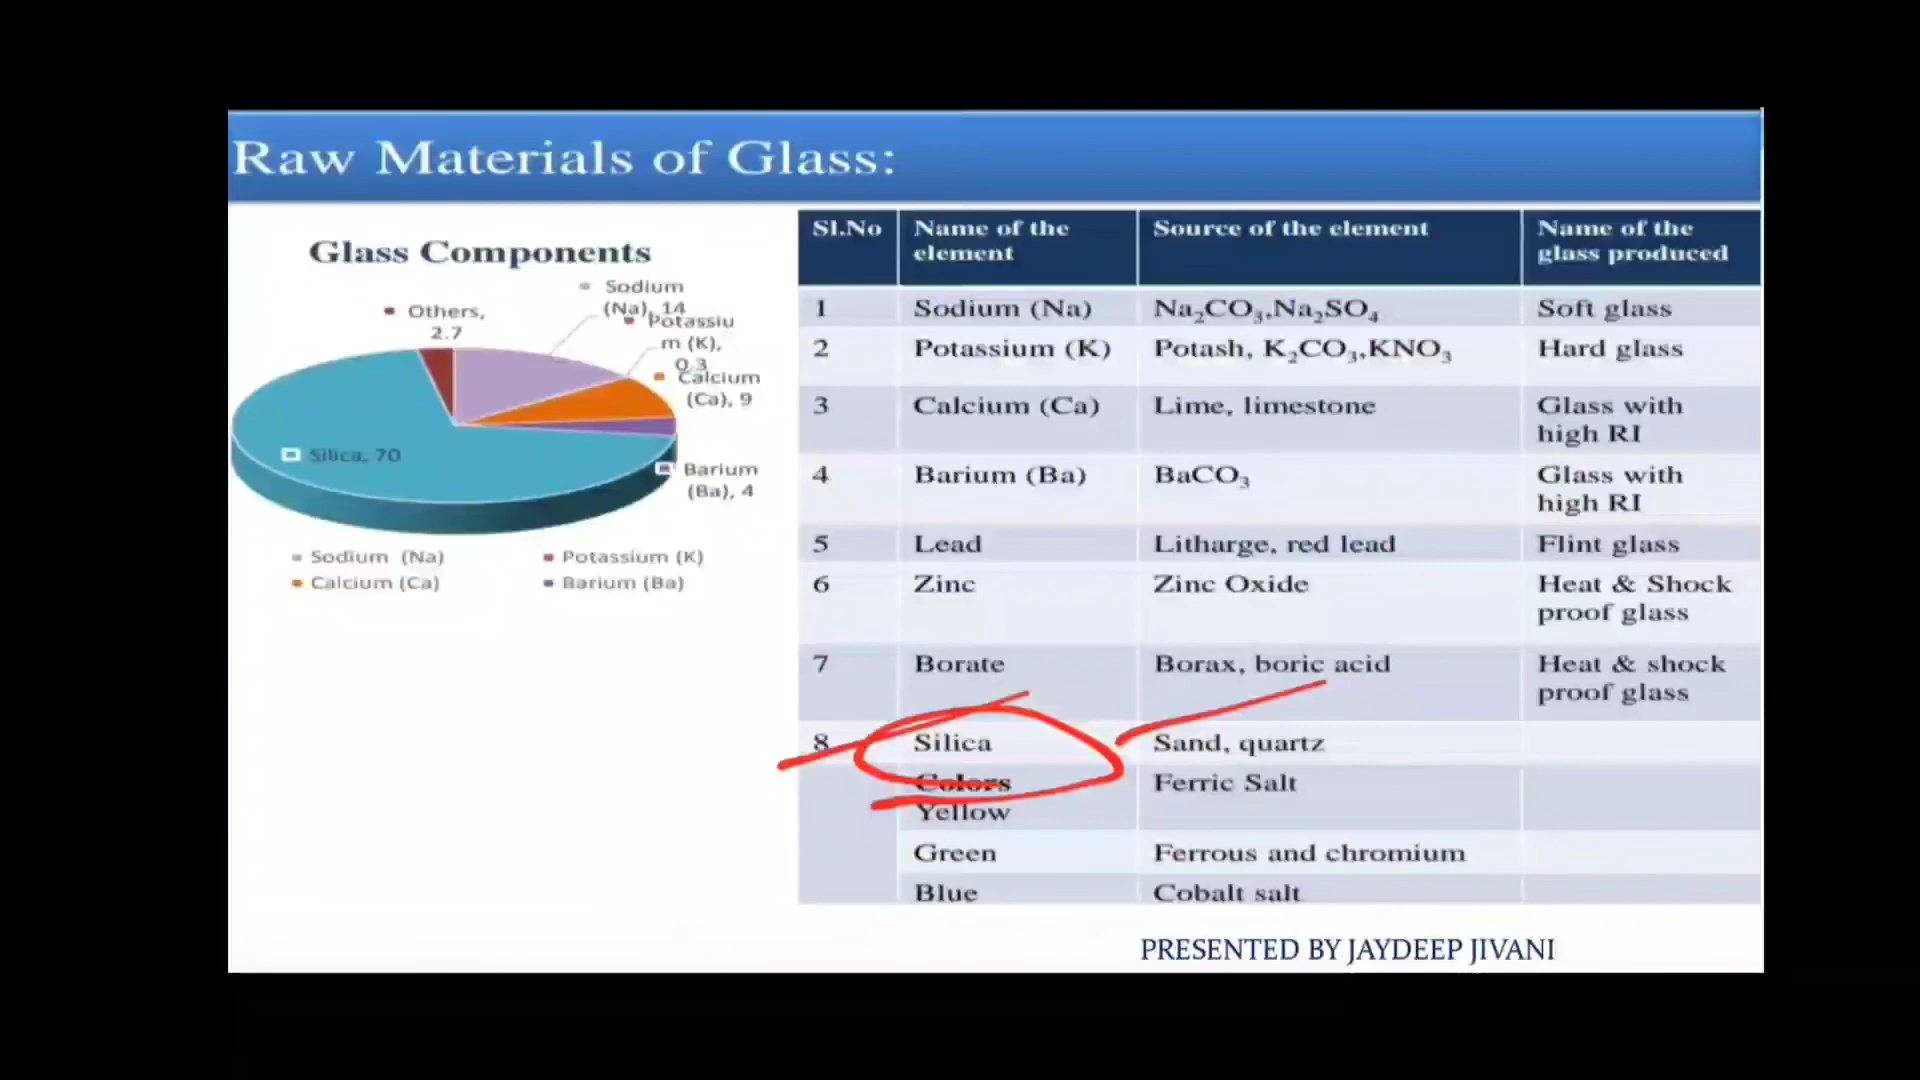 Raw Materials of Glass:
Glass Components
Sodium
(Na), 14
Others,
2.7
Potassiu
m (K),
0.3
Calcium
(Ca), 9
Silica, 70
Barium
(Ba), 4
Sodium (Na)
Potassium (K)
Calcium (Ca)
Barium (Ba)
Sl.No Name of the element Source of the element Name of the glass produced
1 Sodium (Na) Na₂CO₃,Na₂SO₄ Soft glass
2 Potassium (K) Potash, K₂CO₃,KNO₃ Hard glass
3 Calcium (Ca) Lime, limestone Glass with
high RI
4 Barium (Ba) BaCO₃ Glass with
high RI
5 Lead Litharge, red lead Flint glass
6 Zinc Zinc Oxide Heat & Shock
proof glass
7 Borate Borax, boric acid Heat & shock
proof glass
8 Silica Sand, quartz
Colors Ferric Salt
Yellow
Green Ferrous and chromium
Blue Cobalt salt
PRESENTED BY JAYDEEP JIVANI